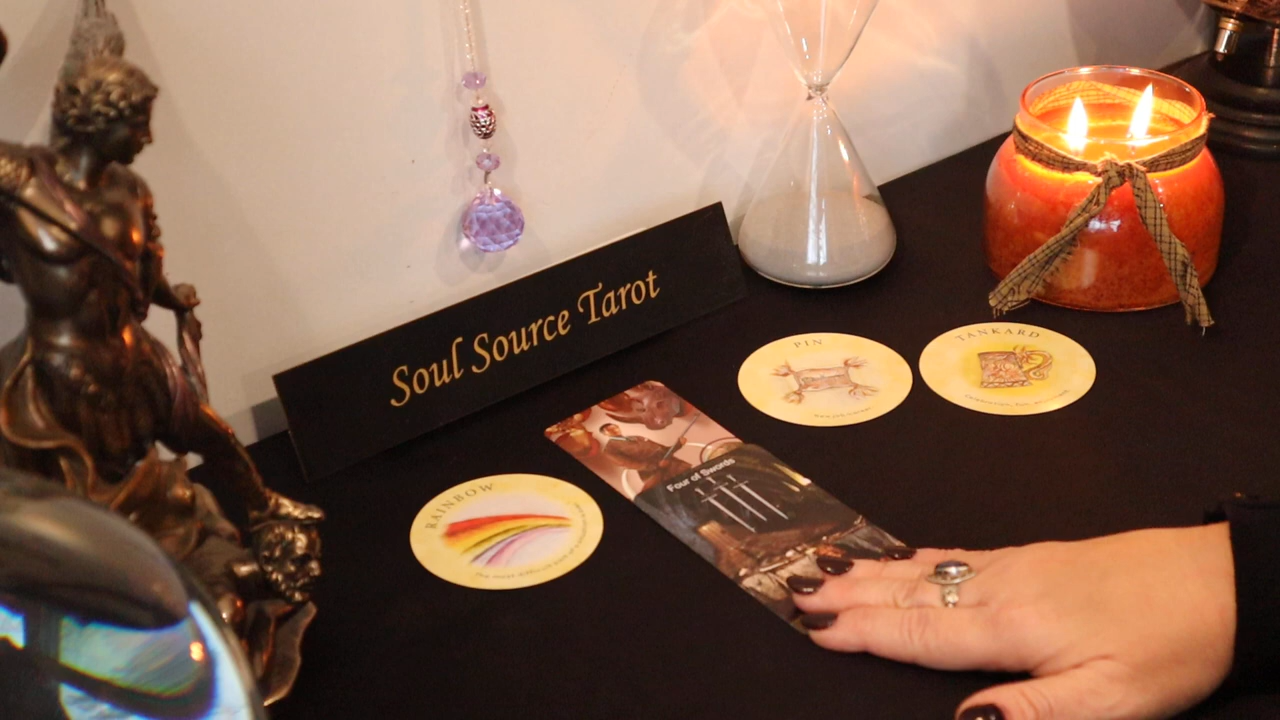 Soul Source Tarot
PIN
TANKARD
Four of Swords
RAINBOW